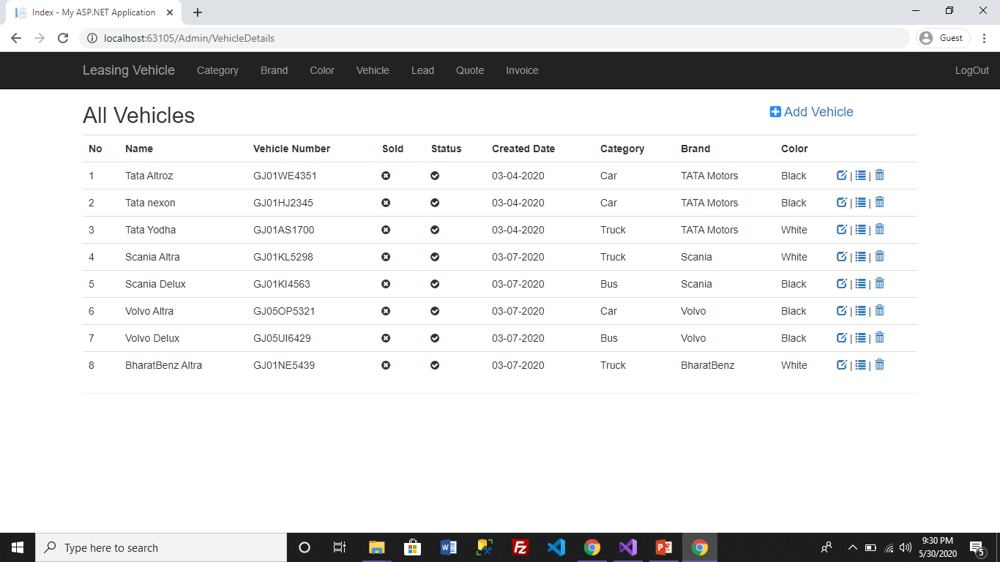 Index - My ASP.NET Application
localhost:63105/Admin/VehicleDetails
Guest
Leasing Vehicle Category Brand Color Vehicle Lead Quote Invoice LogOut
All Vehicles
Add Vehicle
No Name Vehicle Number Sold Status Created Date Category Brand Color
1 Tata Altroz GJ01WE4351 03-04-2020 Car TATA Motors Black | |
2 Tata nexon GJ01HJ2345 03-04-2020 Car TATA Motors Black | |
3 Tata Yodha GJ01AS1700 03-04-2020 Truck TATA Motors White | |
4 Scania Altra GJ01KL5298 03-07-2020 Truck Scania White | |
5 Scania Delux GJ01KI4563 03-07-2020 Bus Scania Black | |
6 Volvo Altra GJ05OP5321 03-07-2020 Car Volvo Black | |
7 Volvo Delux GJ05UI6429 03-07-2020 Bus Volvo Black | |
8 BharatBenz Altra GJ01NE5439 03-07-2020 Truck BharatBenz White | |
Type here to search
9:30 PM
5/30/2020
5